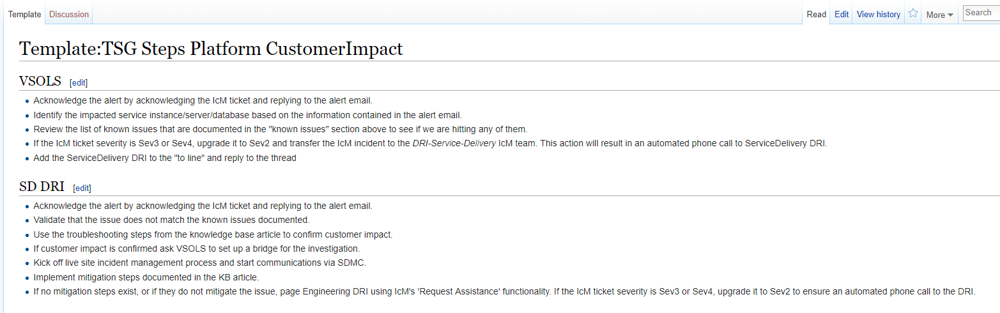 Template Discussion Read Edit View history More Search
Template:TSG Steps Platform CustomerImpact
VSOLS [edit]
Acknowledge the alert by acknowledging the IcM ticket and replying to the alert email.
Identify the impacted service instance/server/database based on the information contained in the alert email.
Review the list of known issues that are documented in the "known issues" section above to see if we are hitting any of them.
If the IcM ticket severity is Sev3 or Sev4, upgrade it to Sev2 and transfer the IcM incident to the DRI-Service-Delivery IcM team. This action will result in an automated phone call to ServiceDelivery DRI.
Add the ServiceDelivery DRI to the "to line" and reply to the thread
SD DRI [edit]
Acknowledge the alert by acknowledging the IcM ticket and replying to the alert email.
Validate that the issue does not match the known issues documented.
Use the troubleshooting steps from the knowledge base article to confirm customer impact.
If customer impact is confirmed ask VSOLS to set up a bridge for the investigation.
Kick off live site incident management process and start communications via SDMC.
Implement mitigation steps documented in the KB article.
If no mitigation steps exist, or if they do not mitigate the issue, page Engineering DRI using IcM's 'Request Assistance' functionality. If the IcM ticket severity is Sev3 or Sev4, upgrade it to Sev2 to ensure an automated phone call to the DRI.